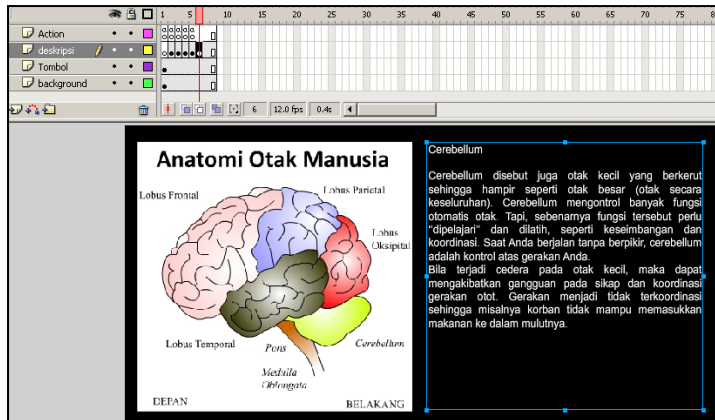 1 5 10 15 20 25 30 35 40 45 50 55 60 65 70 75 8
Action
deskripsi
Tombol
background
6 12.0 fps 0.4s
Anatomi Otak Manusia
Lobus Frontal
Lobus Parietal
Lobus
Oksipital
Lobus Temporal
Pons
Cerebellum
Medulla
Oblongata
DEPAN
BELAKANG
Cerebellum
Cerebellum disebut juga otak kecil yang berkerut
sehingga hampir seperti otak besar (otak secara
keseluruhan). Cerebellum mengontrol banyak fungsi
otomatis otak. Tapi, sebenarnya fungsi tersebut perlu
“dipelajari” dan dilatih, seperti keseimbangan dan
koordinasi. Saat Anda berjalan tanpa berpikir, cerebellum
adalah kontrol atas gerakan Anda.
Bila terjadi cedera pada otak kecil, maka dapat
mengakibatkan gangguan pada sikap dan koordinasi
gerakan otot. Gerakan menjadi tidak terkoordinasi
sehingga misalnya korban tidak mampu memasukkan
makanan ke dalam mulutnya.